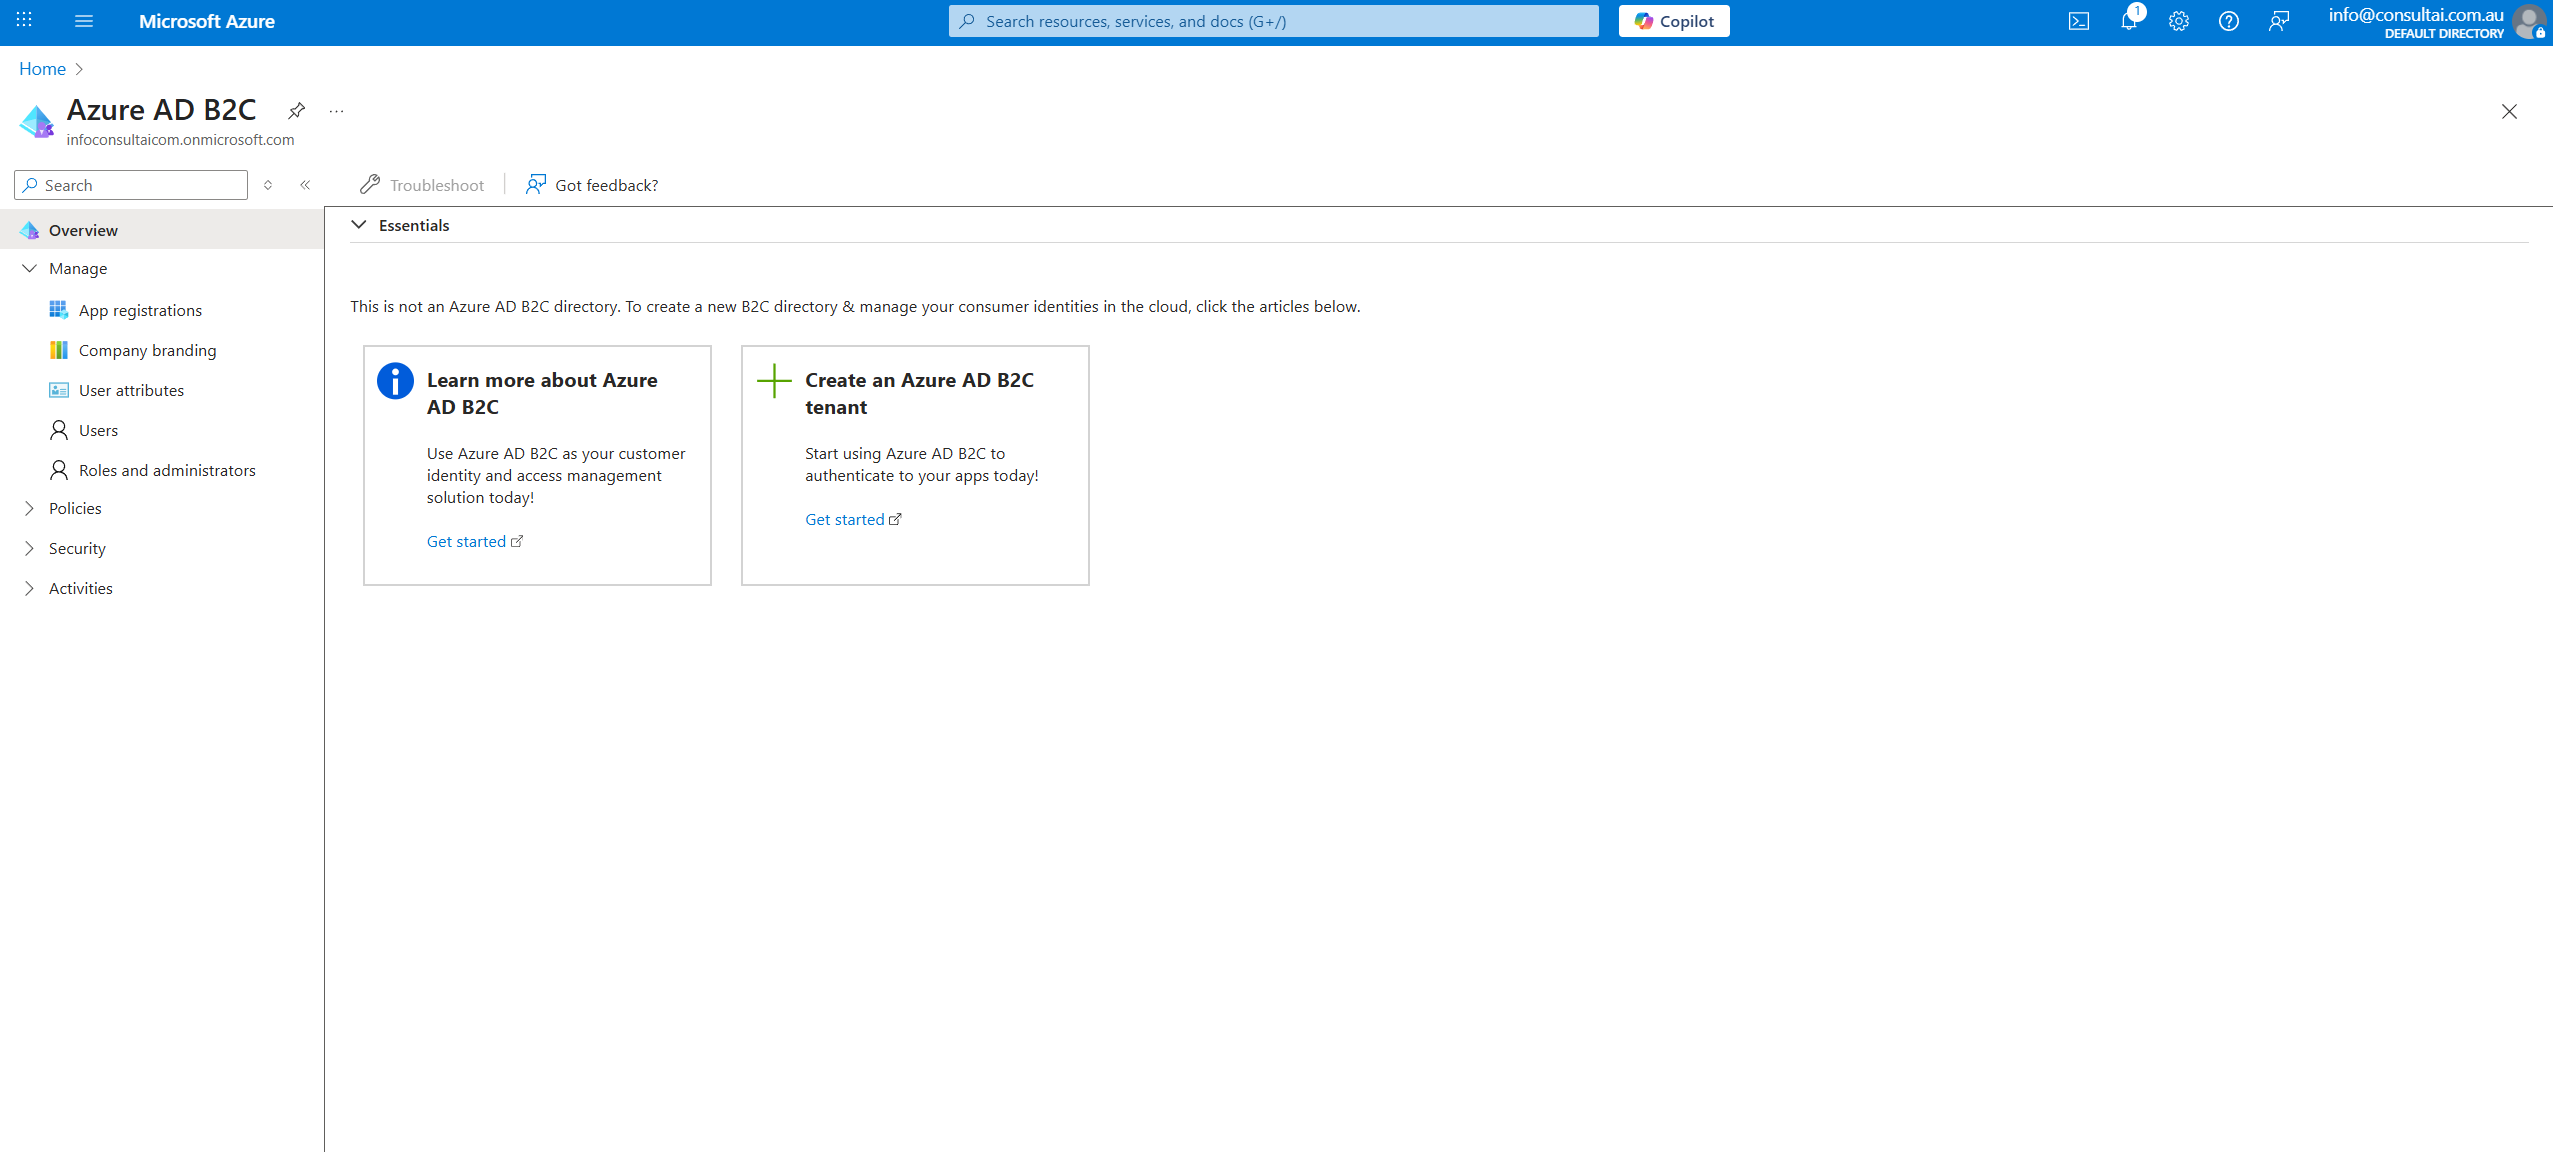 Microsoft Azure
Search resources, services, and docs (G+/)
Copilot
1
info@consultai.com.au
DEFAULT DIRECTORY
Home
Azure AD B2C
infoconsultaicom.onmicrosoft.com
Search
Troubleshoot
Got feedback?
Overview
Manage
App registrations
Company branding
User attributes
Users
Roles and administrators
Policies
Security
Activities
Essentials
This is not an Azure AD B2C directory. To create a new B2C directory & manage your consumer identities in the cloud, click the articles below.
Learn more about Azure
AD B2C
Use Azure AD B2C as your customer
identity and access management
solution today!
Get started
Create an Azure AD B2C
tenant
Start using Azure AD B2C to
authenticate to your apps today!
Get started